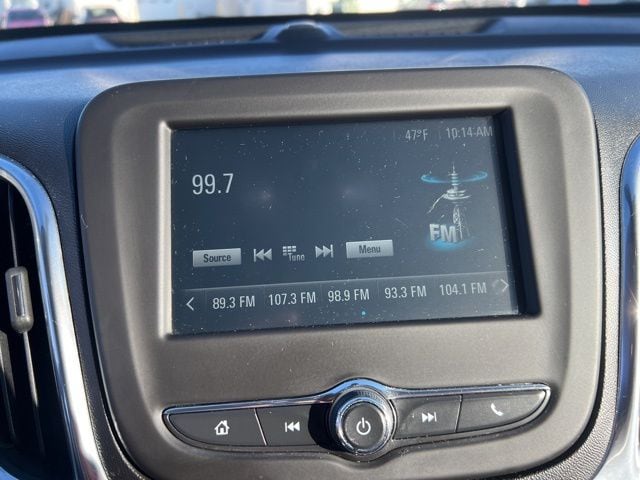 47°F 10:14 AM
99.7
FM
Source Tune Menu
89.3 FM 107.3 FM 98.9 FM 93.3 FM 104.1 FM